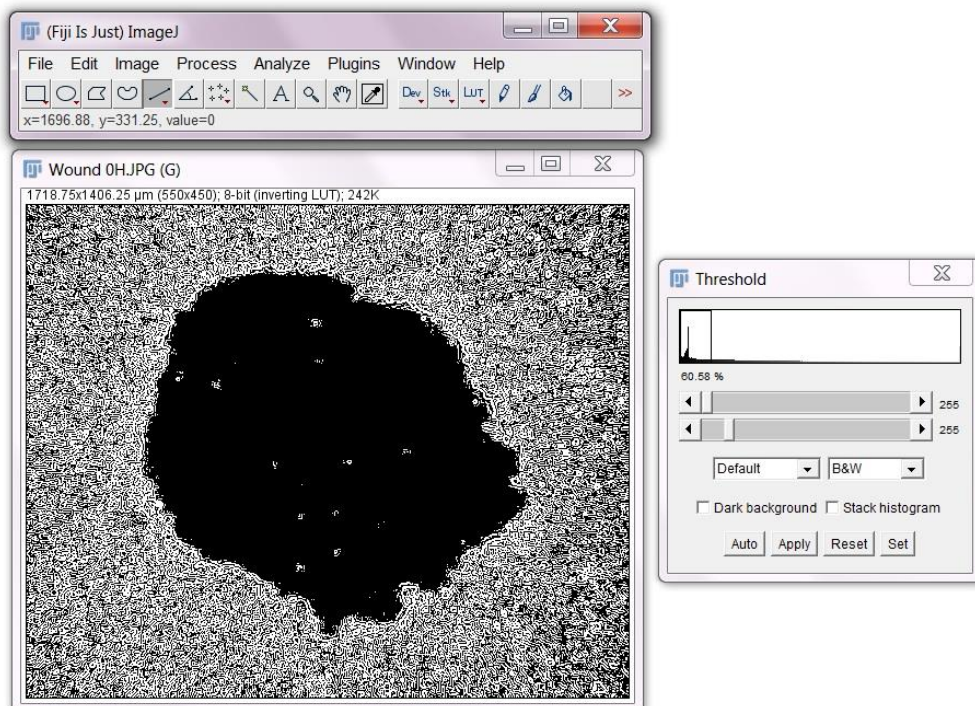 (Fiji Is Just) ImageJ
File Edit Image Process Analyze Plugins Window Help
A Dev Stk LUT >>
x=1696.88, y=331.25, value=0
Wound 0H.JPG (G)
1718.75x1406.25 µm (550x450); 8-bit (inverting LUT); 242K
Threshold
60.58 %
255
255
Default B&W
Dark background Stack histogram
Auto Apply Reset Set